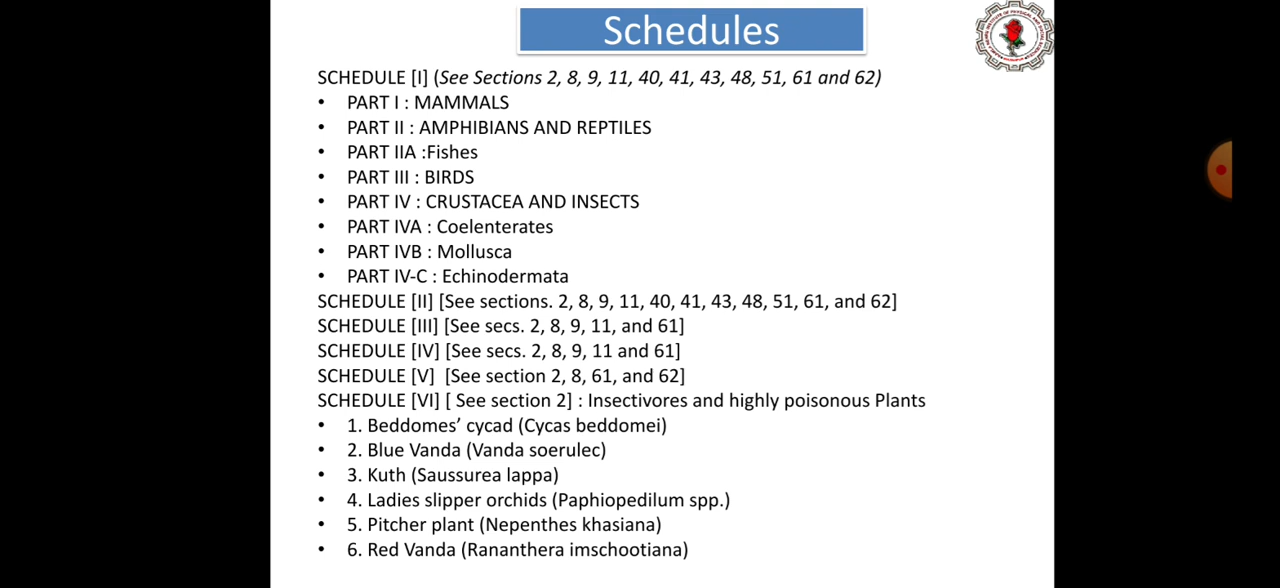 Schedules
SCHEDULE [I] (See Sections 2, 8, 9, 11, 40, 41, 43, 48, 51, 61 and 62)
• PART I : MAMMALS
• PART II : AMPHIBIANS AND REPTILES
• PART IIA :Fishes
• PART III : BIRDS
• PART IV : CRUSTACEA AND INSECTS
• PART IVA : Coelenterates
• PART IVB : Mollusca
• PART IV-C : Echinodermata
SCHEDULE [II] [See sections. 2, 8, 9, 11, 40, 41, 43, 48, 51, 61, and 62]
SCHEDULE [III] [See secs. 2, 8, 9, 11, and 61]
SCHEDULE [IV] [See secs. 2, 8, 9, 11 and 61]
SCHEDULE [V] [See section 2, 8, 61, and 62]
SCHEDULE [VI] [ See section 2] : Insectivores and highly poisonous Plants
• 1. Beddomes’ cycad (Cycas beddomei)
• 2. Blue Vanda (Vanda soerulec)
• 3. Kuth (Saussurea lappa)
• 4. Ladies slipper orchids (Paphiopedilum spp.)
• 5. Pitcher plant (Nepenthes khasiana)
• 6. Red Vanda (Rananthera imschootiana)